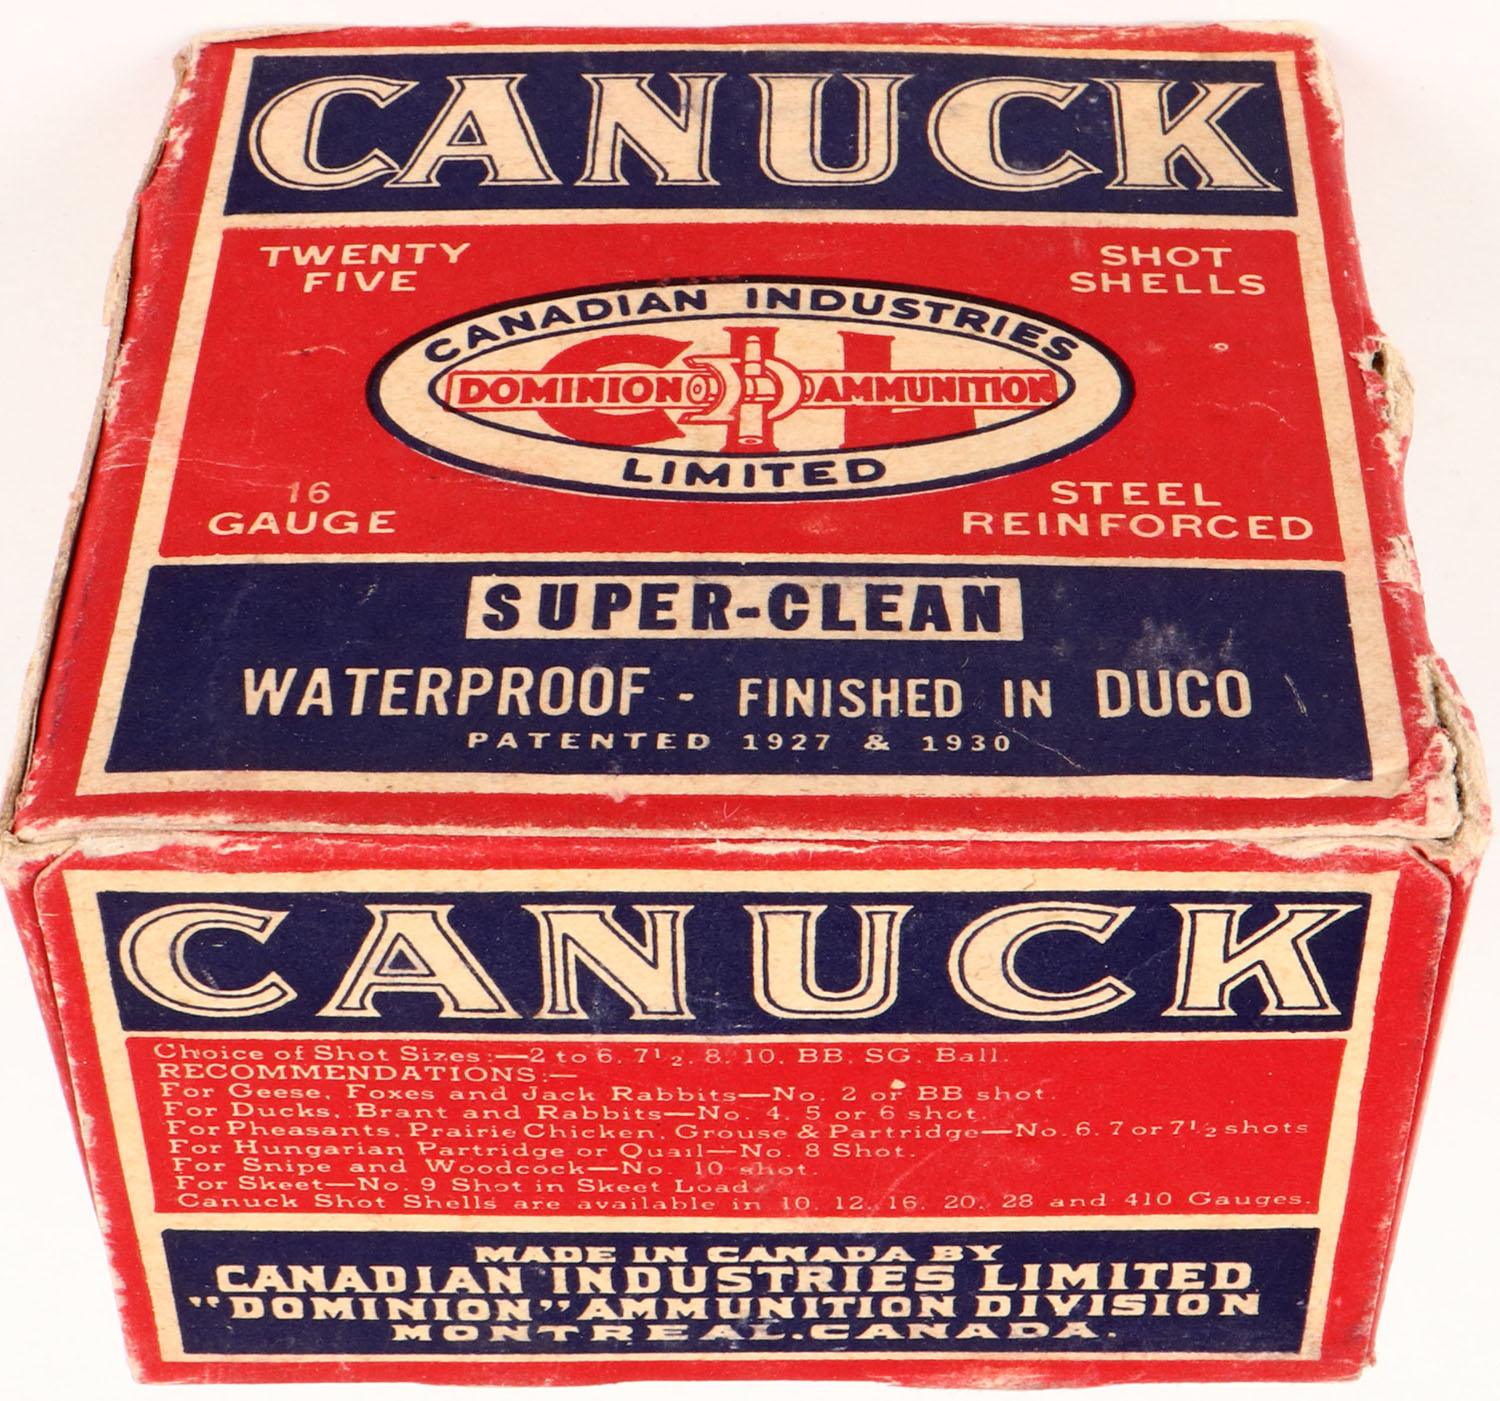 CANUCK
TWENTY
FIVE
SHOT
SHELLS
CANADIAN INDUSTRIES
CIL
DOMINION AMMUNITION
LIMITED
16
GAUGE
STEEL
REINFORCED
SUPER-CLEAN
WATERPROOF - FINISHED IN DUCO
PATENTED 1927 & 1930
CANUCK
Choice of Shot Sizes:—2 to 6, 7½, 8, 10, BB, SG, Ball.
RECOMMENDATIONS:—
For Geese, Foxes and Jack Rabbits—No. 2 or BB shot.
For Ducks, Brant and Rabbits—No. 4, 5 or 6 shot.
For Pheasants, Prairie Chicken, Grouse & Partridge—No. 6, 7 or 7½ shots
For Hungarian Partridge or Quail—No. 8 Shot.
For Snipe and Woodcock—No. 10 shot.
For Skeet—No. 9 Shot in Skeet Load.
Canuck Shot Shells are available in 10, 12, 16, 20, 28 and 410 Gauges.
MADE IN CANADA BY
CANADIAN INDUSTRIES LIMITED
"DOMINION" AMMUNITION DIVISION
MONTREAL. CANADA.